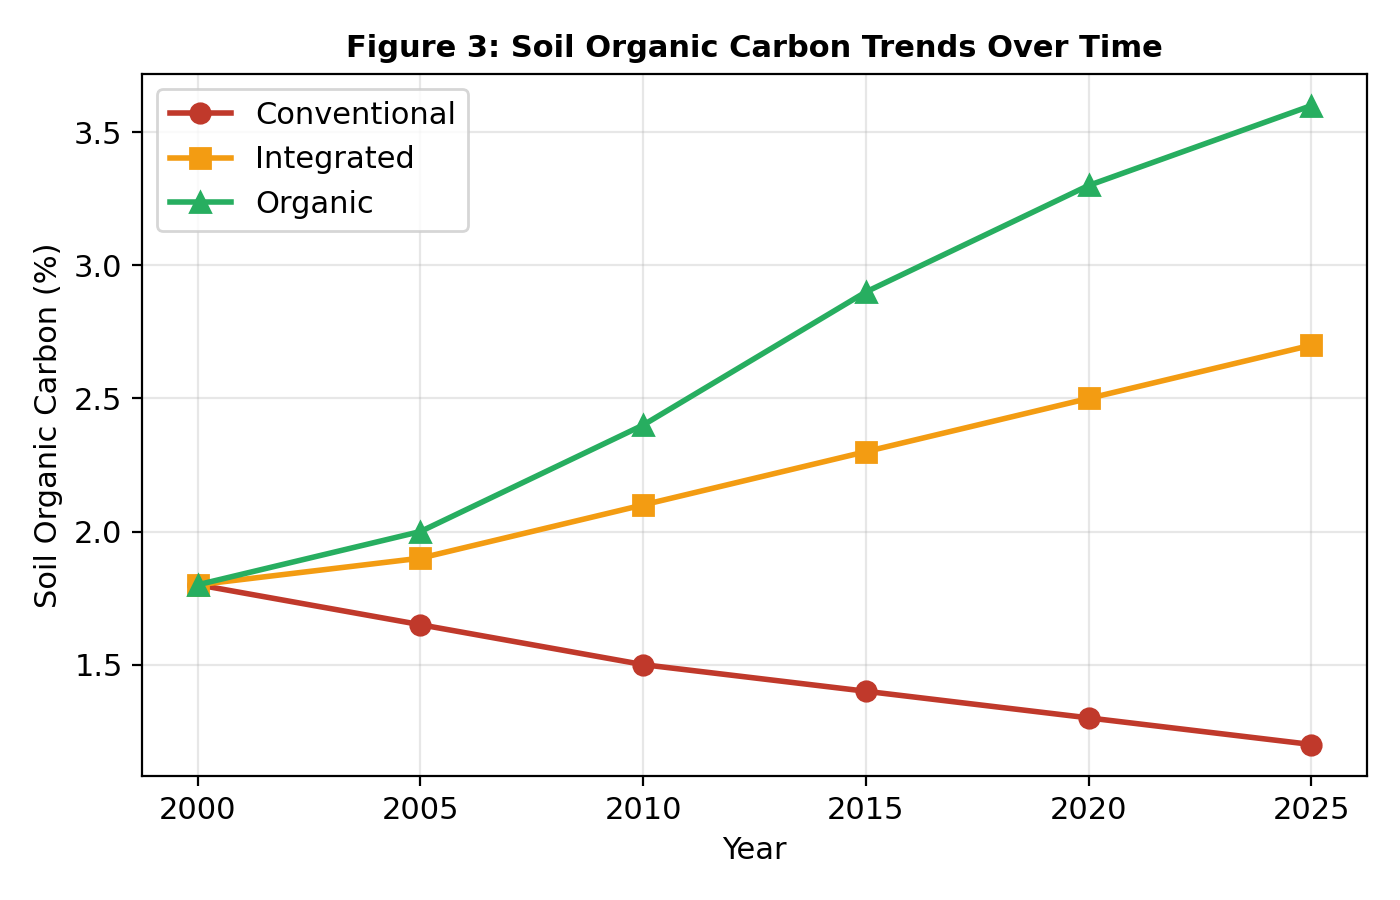 Figure 3: Soil Organic Carbon Trends Over Time
Conventional
Integrated
Organic
Soil Organic Carbon (%)
3.5
3.0
2.5
2.0
1.5
2000 2005 2010 2015 2020 2025
Year